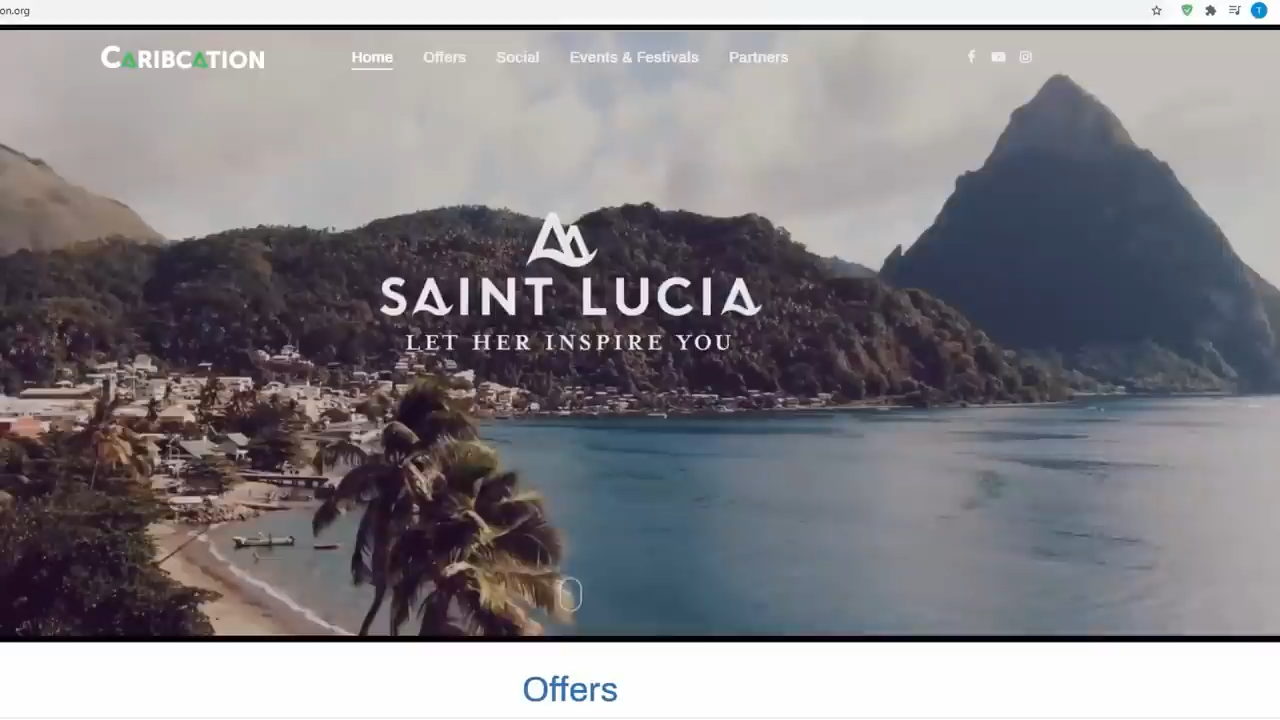 on.org
T
CARIBCATION
Home Offers Social Events & Festivals Partners
SAINT LUCIA
LET HER INSPIRE YOU
Offers